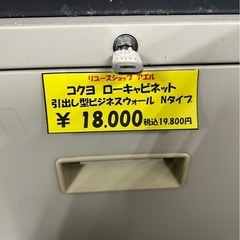 リユースショップ アエル
コクヨ ローキャビネット
引出し型ビジネスウォール Nタイプ
¥ 18,000 税込19,800円